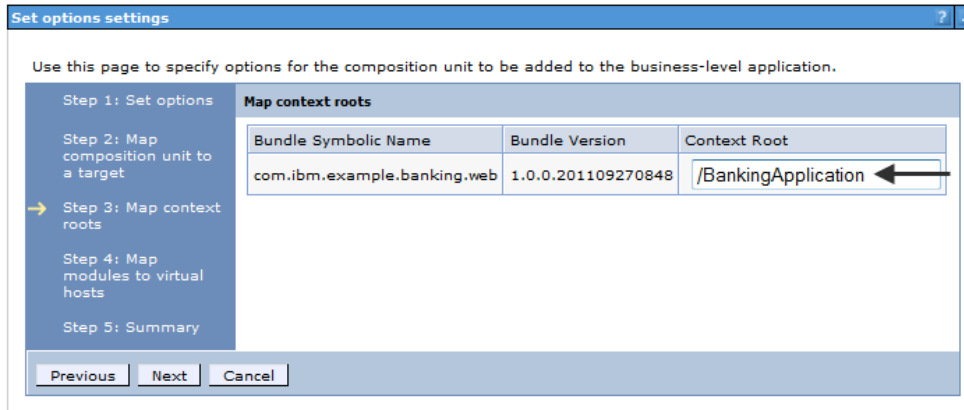 Set options settings ?
Use this page to specify options for the composition unit to be added to the business-level application.
Step 1: Set options
Step 2: Map
composition unit to
a target
Step 3: Map context
roots
Step 4: Map
modules to virtual
hosts
Step 5: Summary
Map context roots
Bundle Symbolic Name Bundle Version Context Root
com.ibm.example.banking.web 1.0.0.201109270848 /BankingApplication
Previous Next Cancel